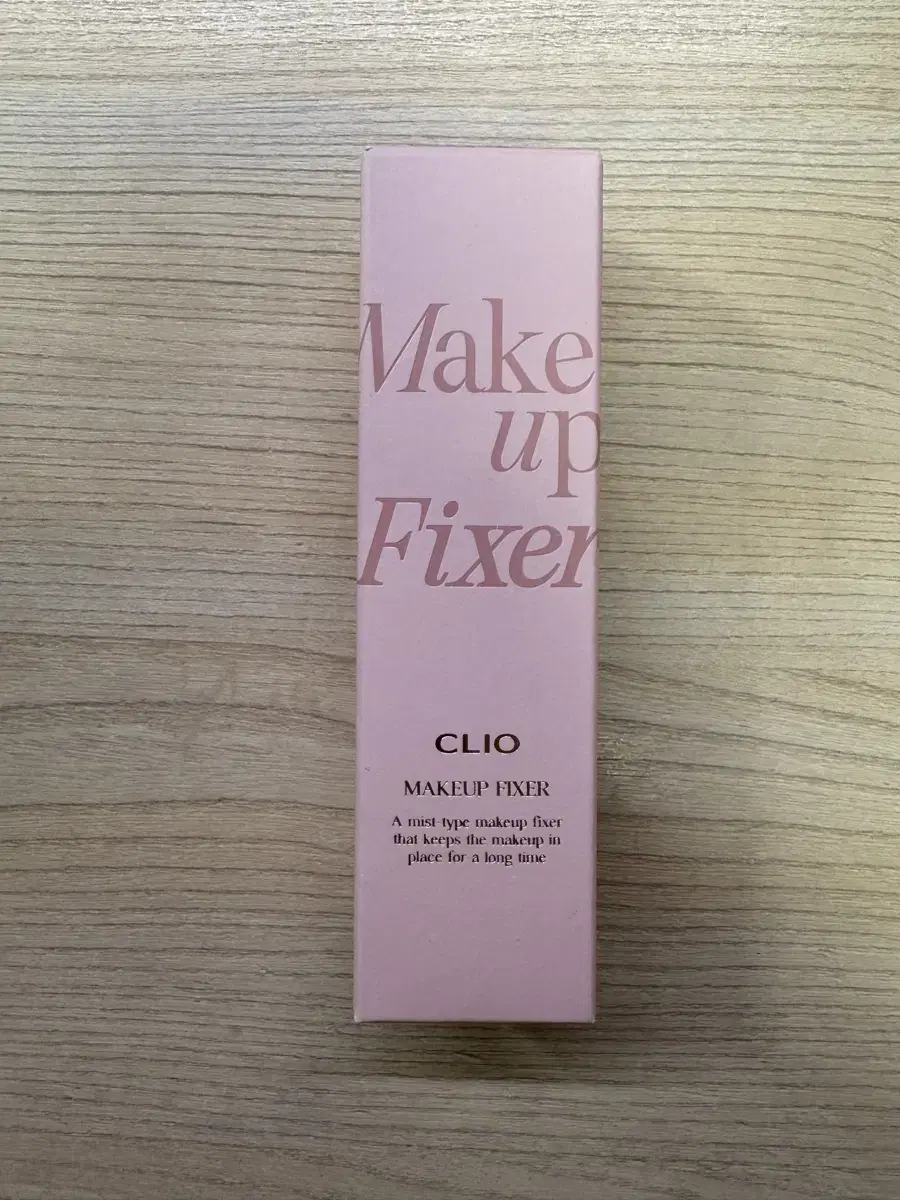 Make
up
Fixer
CLIO
MAKEUP FIXER
A mist-type makeup fixer
that keeps the makeup in
place for a long time